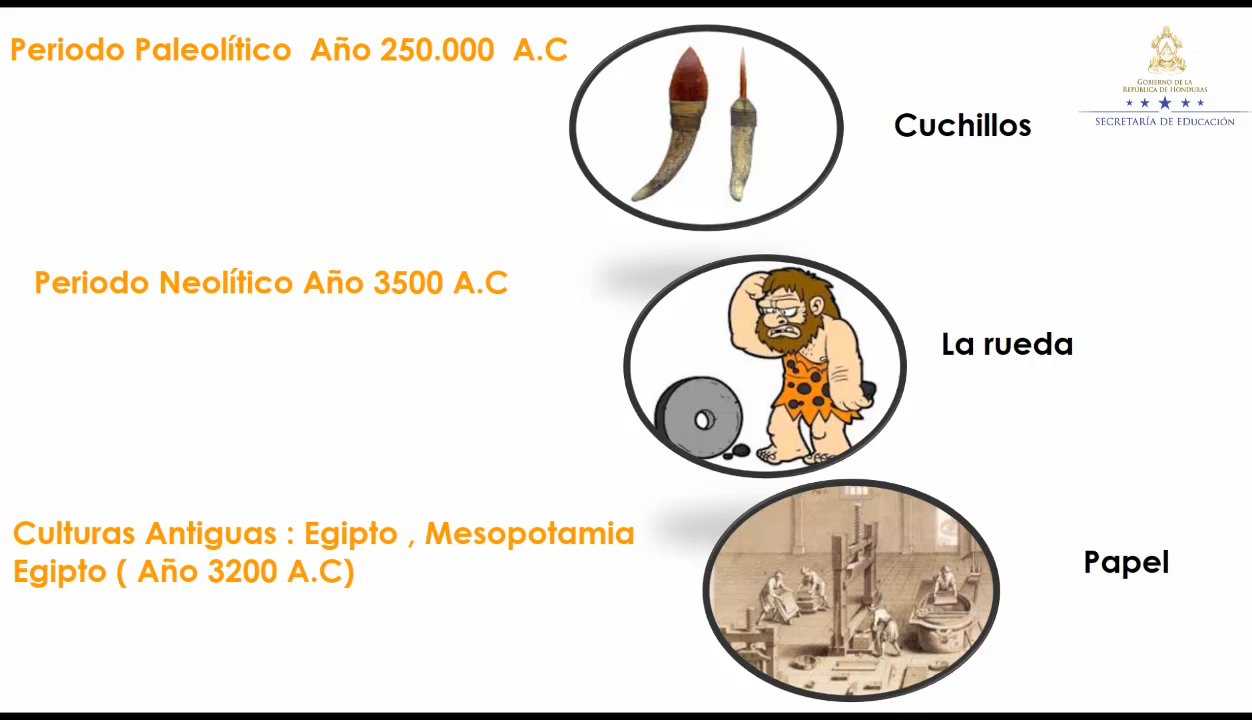 Periodo Paleolítico  Año 250.000  A.C
Cuchillos
GOBIERNO DE LA
REPÚBLICA DE HONDURAS
SECRETARÍA DE EDUCACIÓN
Periodo Neolítico Año 3500 A.C
La rueda
Culturas Antiguas : Egipto , Mesopotamia
Egipto ( Año 3200 A.C)
Papel